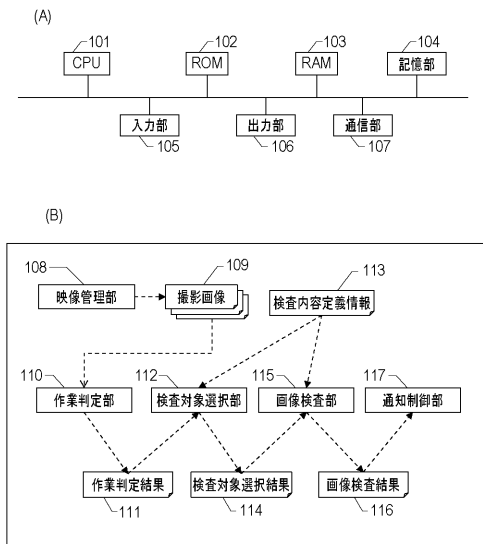 (A)
101 102 103 104
CPU ROM RAM 記憶部
入力部 出力部 通信部
105 106 107
(B)
108 109 113
映像管理部 撮影画像 検査内容定義情報
110 112 115 117
作業判定部 検査対象選択部 画像検査部 通知制御部
作業判定結果 検査対象選択結果 画像検査結果
111 114 116